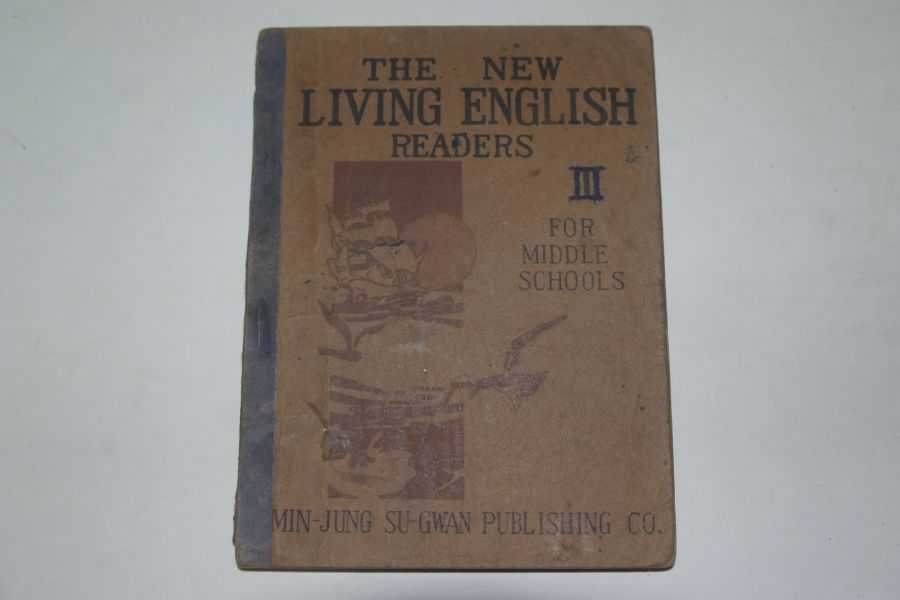 THE NEW
LIVING ENGLISH
READERS
III
FOR
MIDDLE
SCHOOLS
MIN-JUNG SU-GWAN PUBLISHING CO.